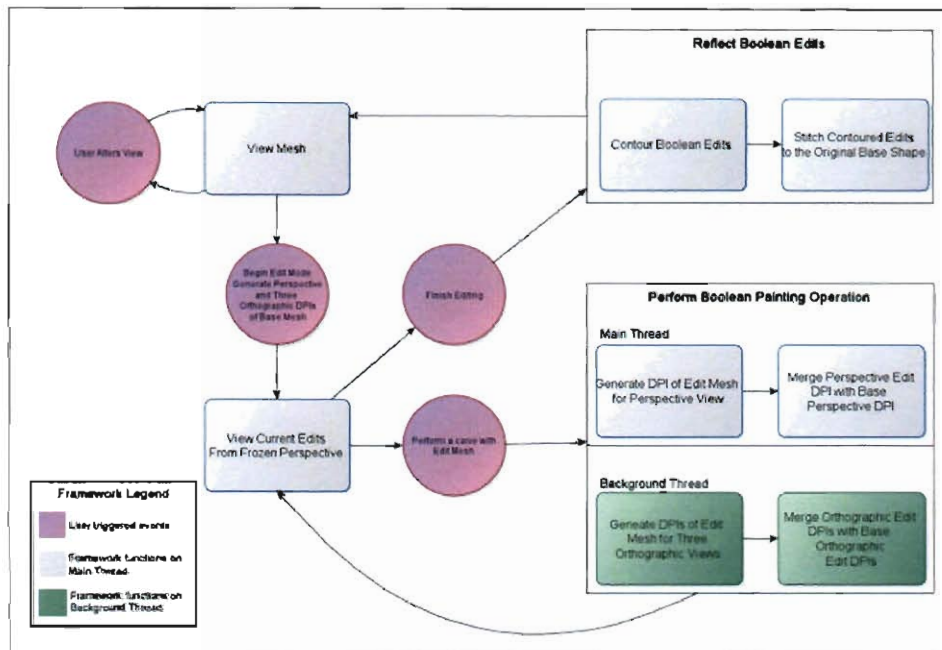 Reflect Boolean Edits
User Alters View
View Mesh
Contour Boolean Edits
Stitch Contoured Edits
to the Original Base Shape
Begin Edit Mode
Generate Perspective
and Three
Orthographic DPIs
of Base Mesh
Finish Editing
Perform Boolean Painting Operation
Main Thread
Generate DPI of Edit Mesh
for Perspective View
Merge Perspective Edit
DPI with Base
Perspective DPI
View Current Edits
From Frozen Perspective
Perform a carve with
Edit Mesh
Background Thread
Geneate DPIs of Edit
Mesh for Three
Orthographic Views
Merge Orthographic Edit
DPIs with Base
Orthographic
Edit DPIs
Framework Legend
User triggered events
Framework functions on
Main Thread
Framework functions on
Background Thread